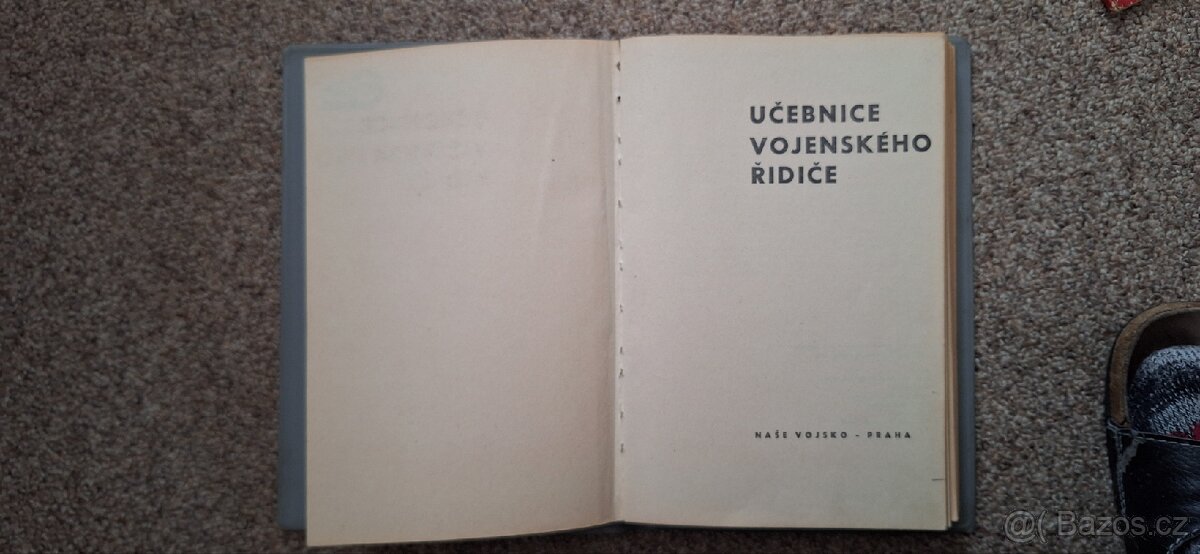 UČEBNICE
VOJENSKÉHO
ŘIDIČE
NAŠE VOJSKO - PRAHA
@( Bazos.cz